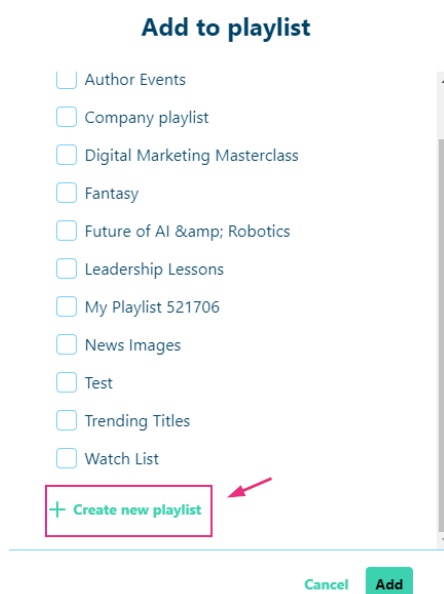 Add to playlist
Author Events
Company playlist
Digital Marketing Masterclass
Fantasy
Future of AI &amp; Robotics
Leadership Lessons
My Playlist 521706
News Images
Test
Trending Titles
Watch List
+ Create new playlist
Cancel Add